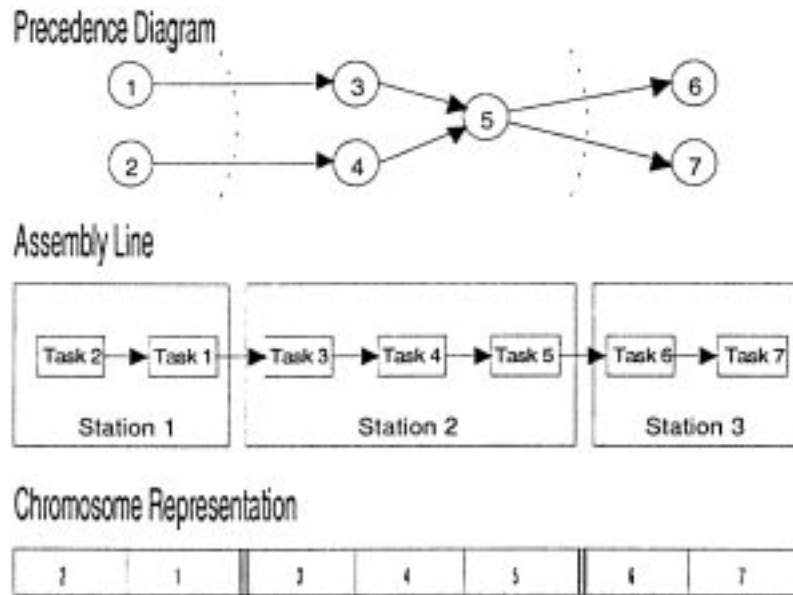 Precedence Diagram
1 3 6
5
2 4 7
Assembly Line
Task 2 Task 1 Task 3 Task 4 Task 5 Task 6 Task 7
Station 1 Station 2 Station 3
Chromosome Representation
2 1 3 4 5 6 7